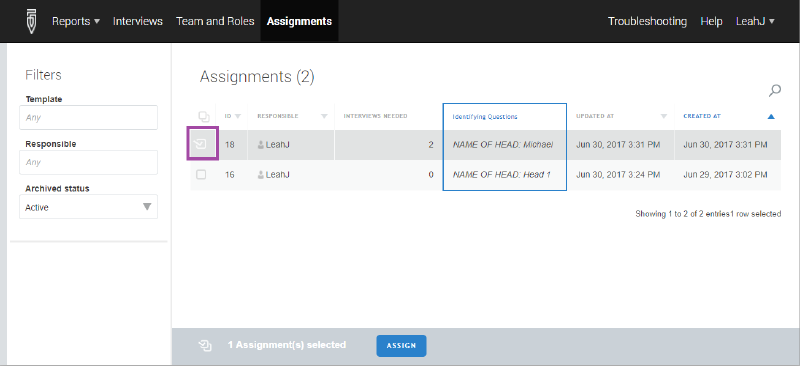 Reports Interviews Team and Roles Assignments Troubleshooting Help LeahJ
Filters
Template
Any
Responsible
Any
Archived status
Active
Assignments (2)
ID RESPONSIBLE INTERVIEWS NEEDED Identifying Questions UPDATED AT CREATED AT
18 LeahJ 2 NAME OF HEAD: Michael Jun 30, 2017 3:31 PM Jun 30, 2017 3:31 PM
16 LeahJ 0 NAME OF HEAD: Head 1 Jun 30, 2017 3:24 PM Jun 29, 2017 3:02 PM
Showing 1 to 2 of 2 entries1 row selected
1 Assignment(s) selected ASSIGN